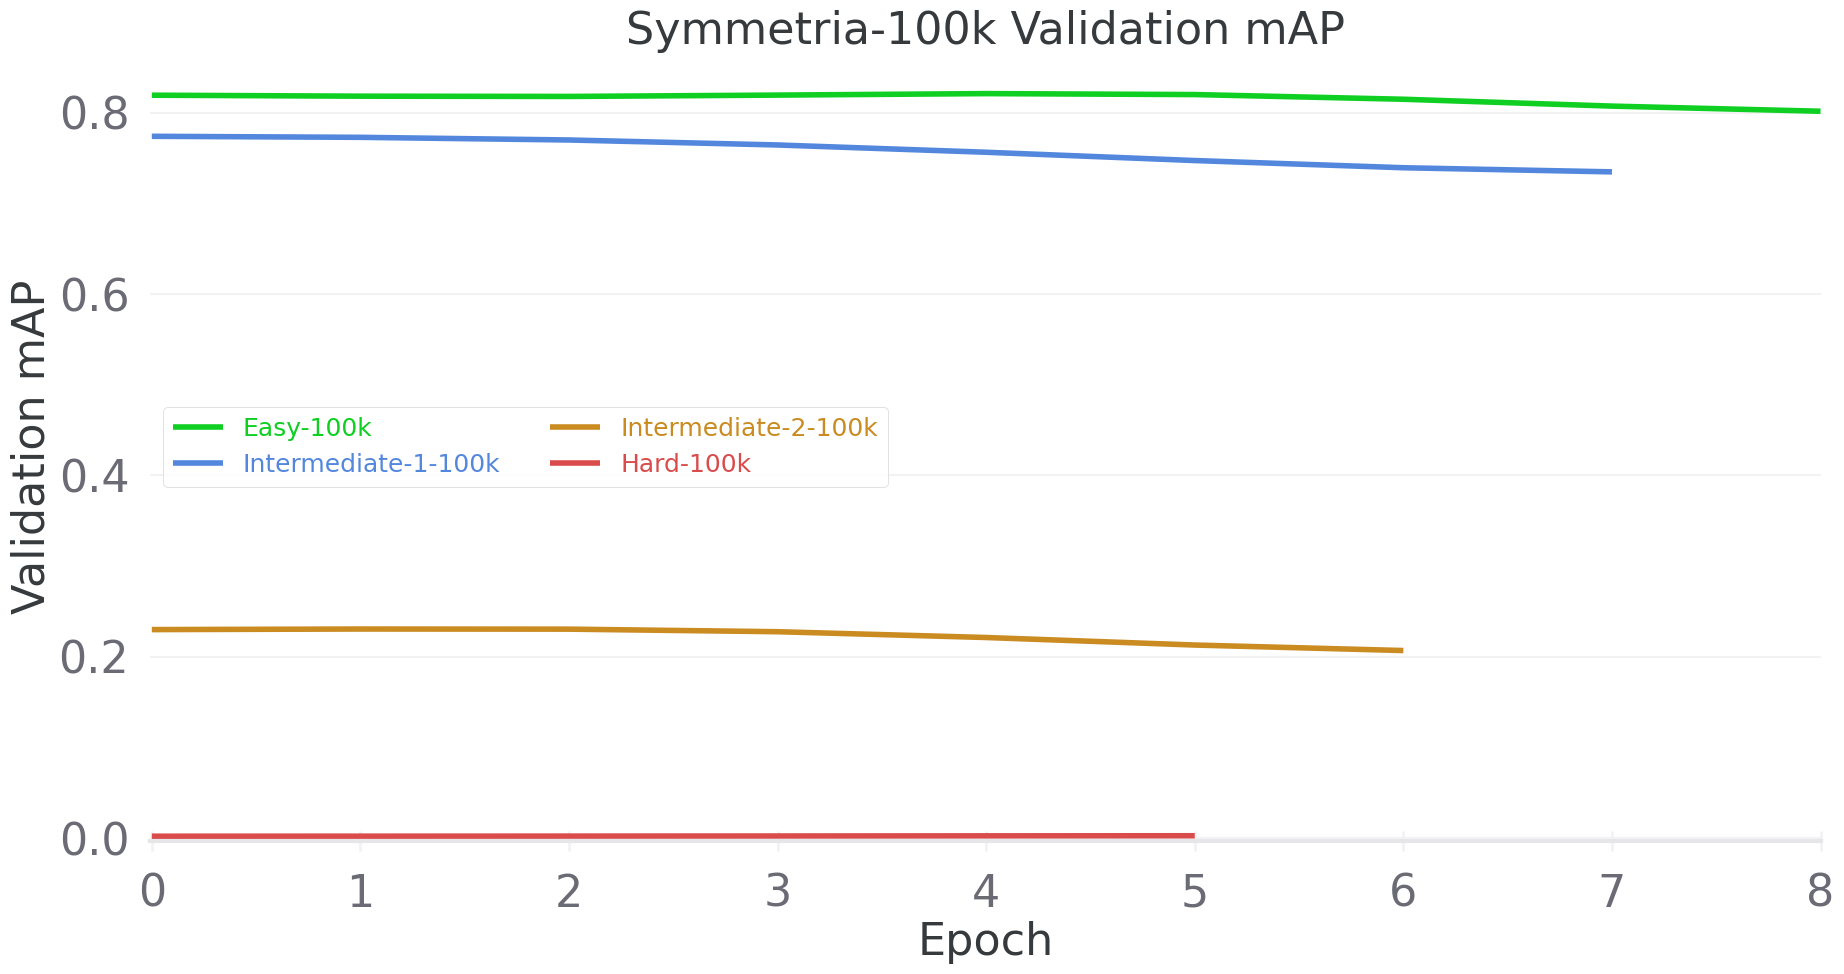 Symmetria-100k Validation mAP
Validation mAP
0.8
0.6
0.4
0.2
0.0
Easy-100k
Intermediate-1-100k
Intermediate-2-100k
Hard-100k
0 1 2 3 4 5 6 7 8
Epoch